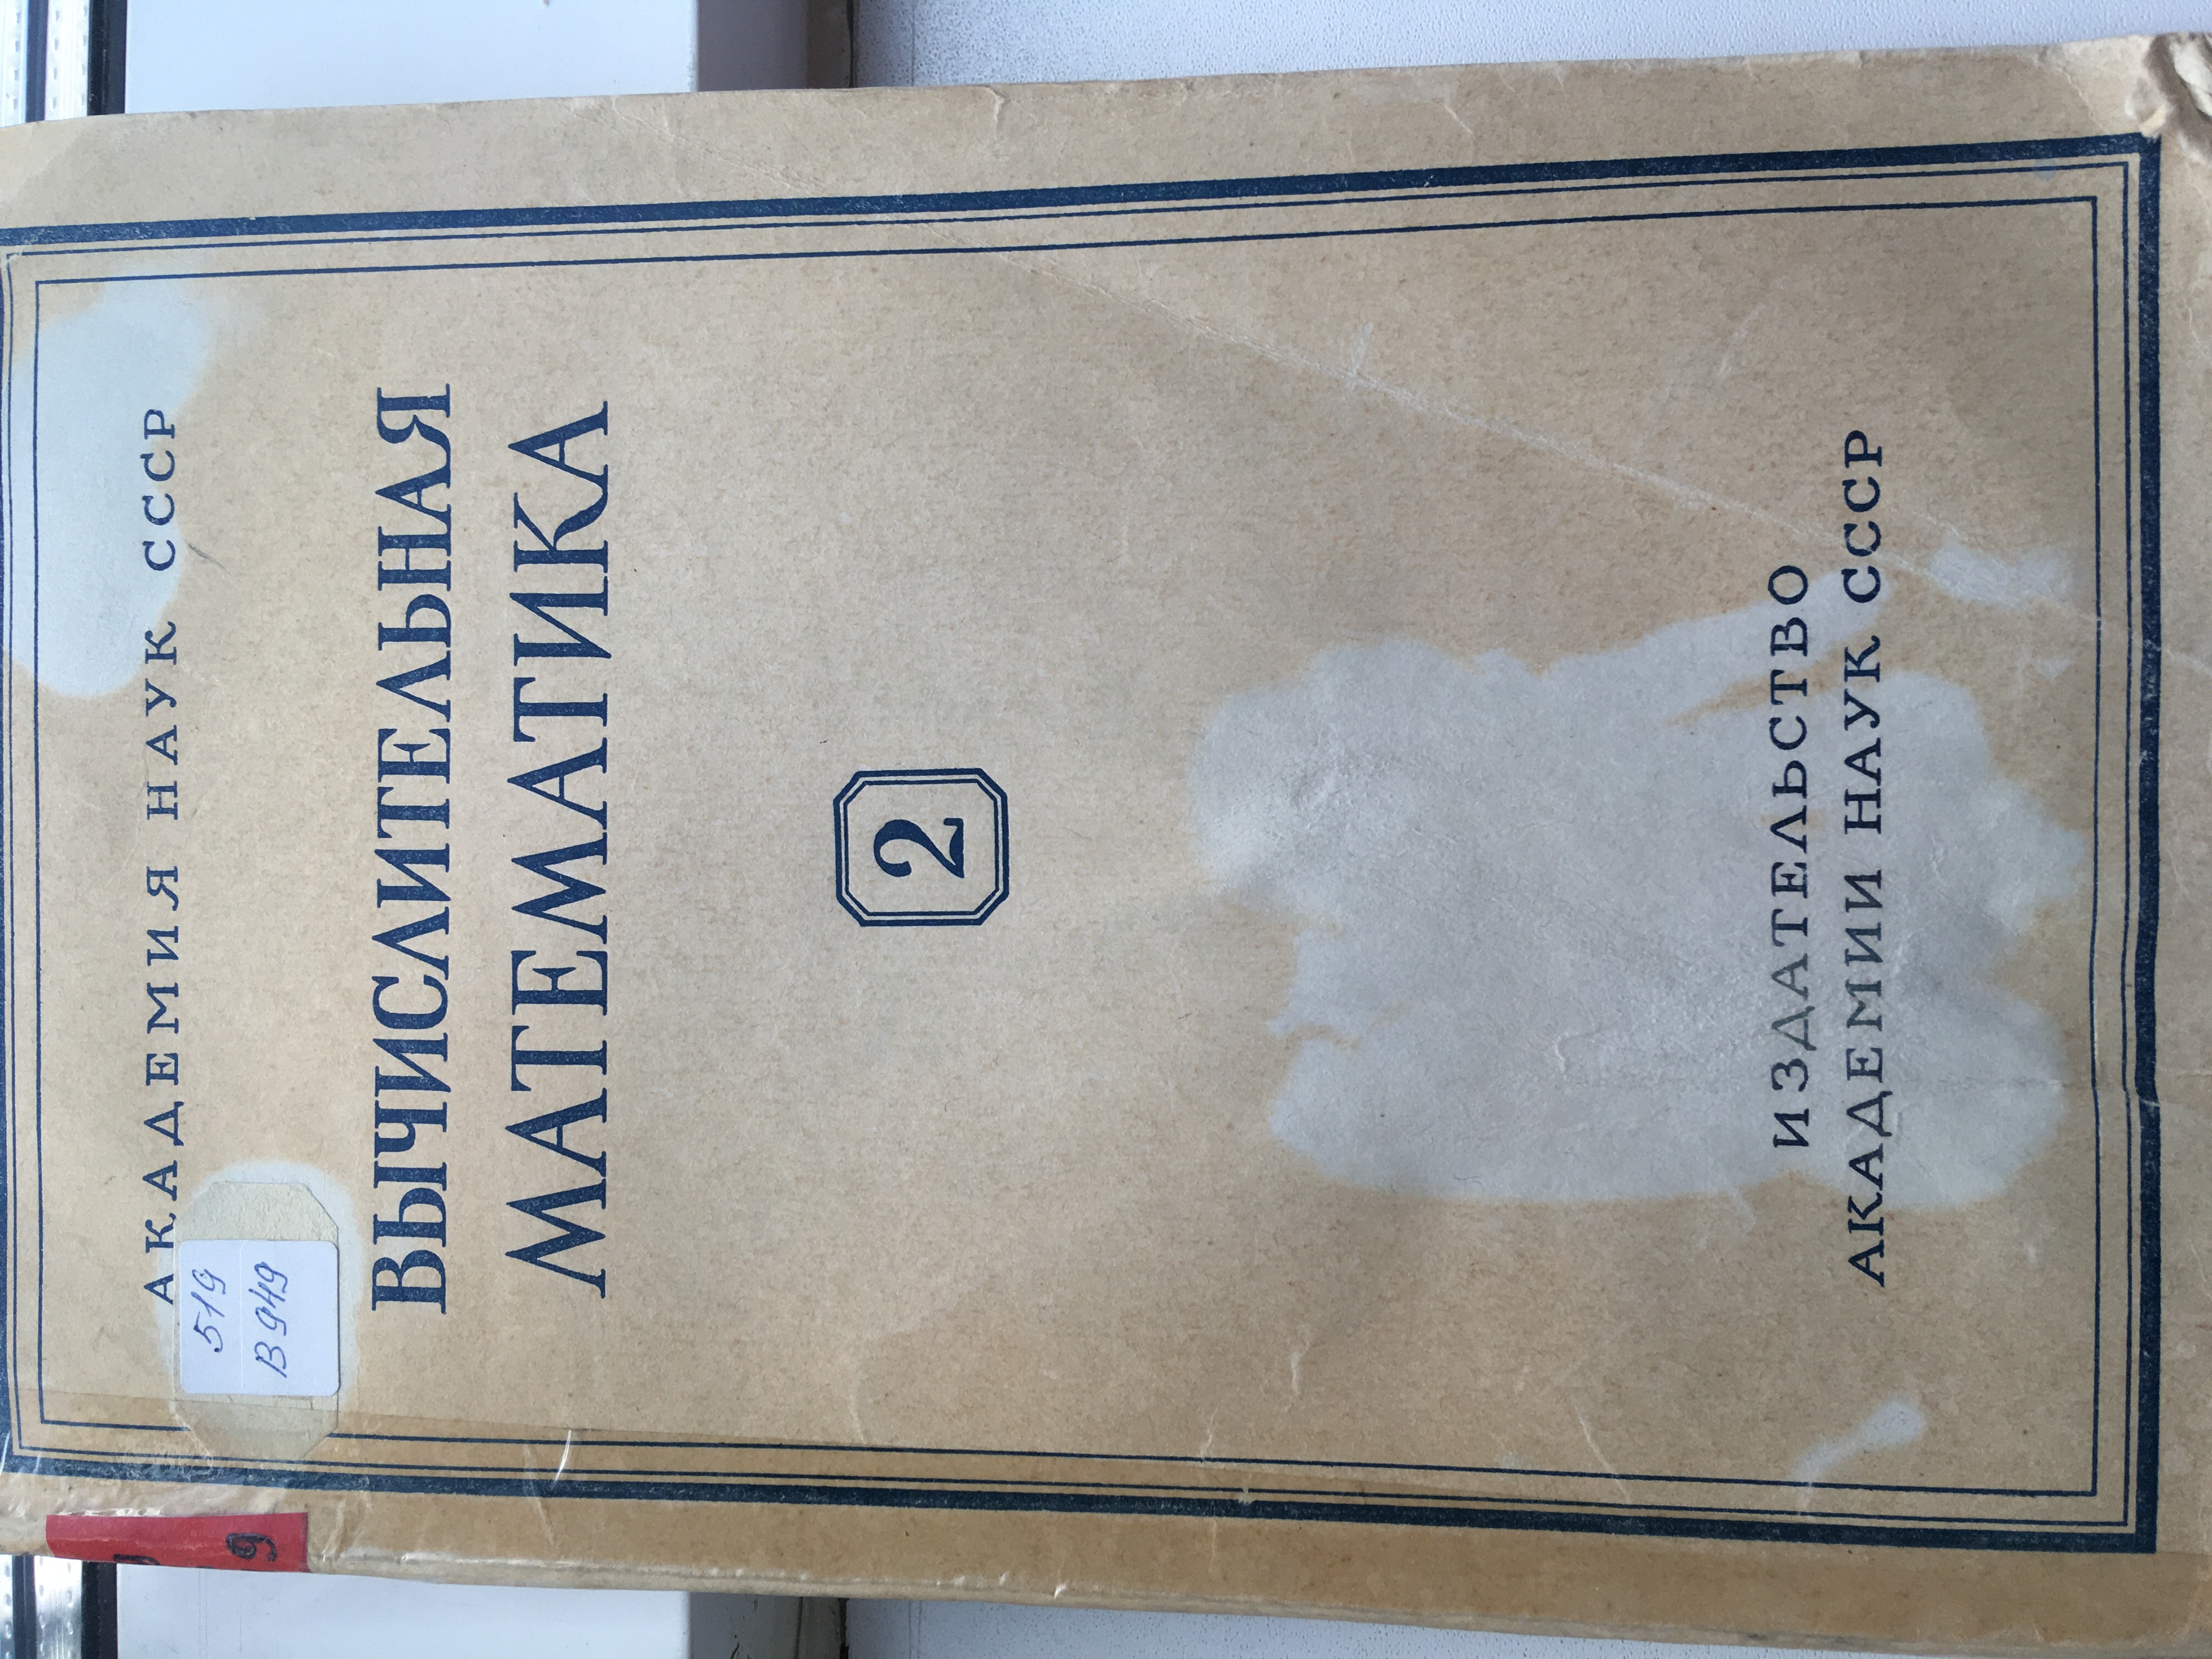 АКАДЕМИЯ НАУК СССР
519
В949
ВЫЧИСЛИТЕЛЬНАЯ
МАТЕМАТИКА
2
ИЗДАТЕЛЬСТВО
АКАДЕМИИ НАУК СССР
9